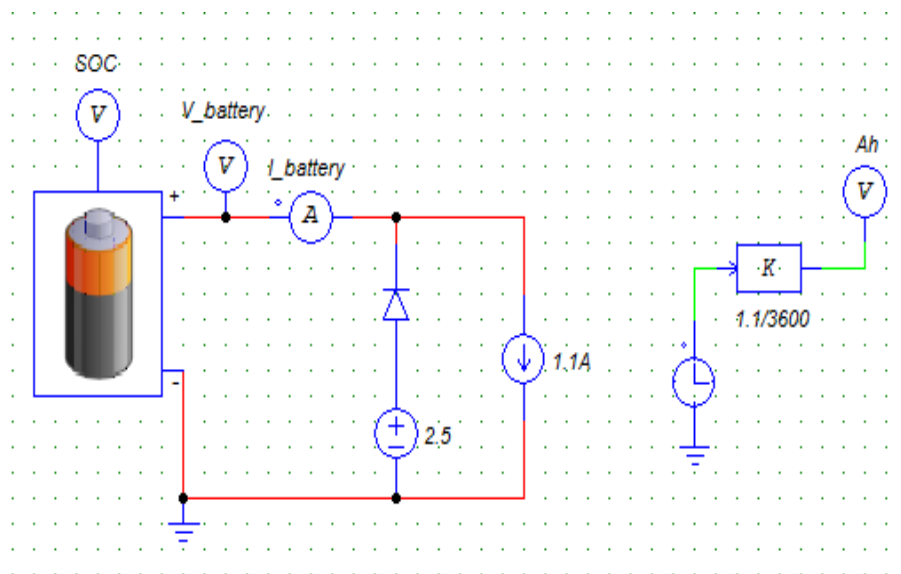 SOC
V
V_battery
V
I_battery
A
+
-
+
−
2.5
1.1A
Ah
V
K
1.1/3600